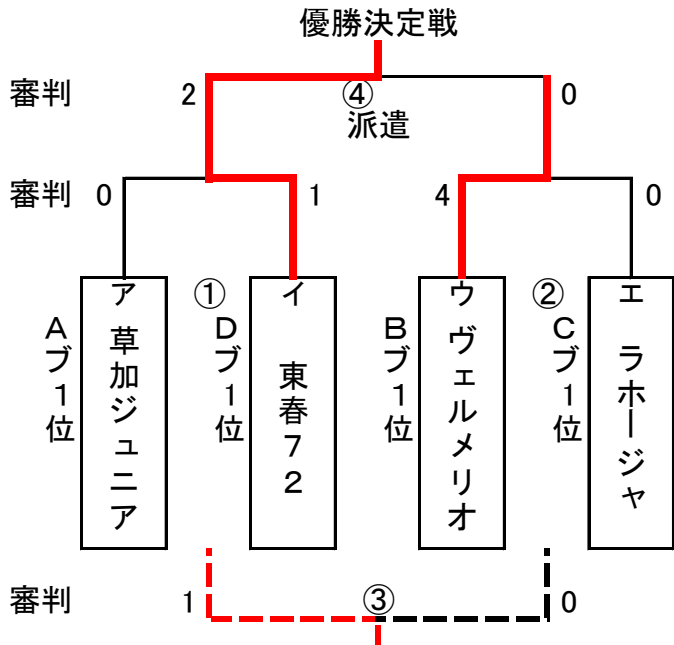 優勝決定戦
審判 2 ④ 0
派遣
審判 0 1 4 0
ア ① イ ウ ② エ
Aブ1位
草加ジュニア
Dブ1位
東春72
Bブ1位
ヴェルメリオ
Cブ1位
ラホージャ
審判 1 ③ 0